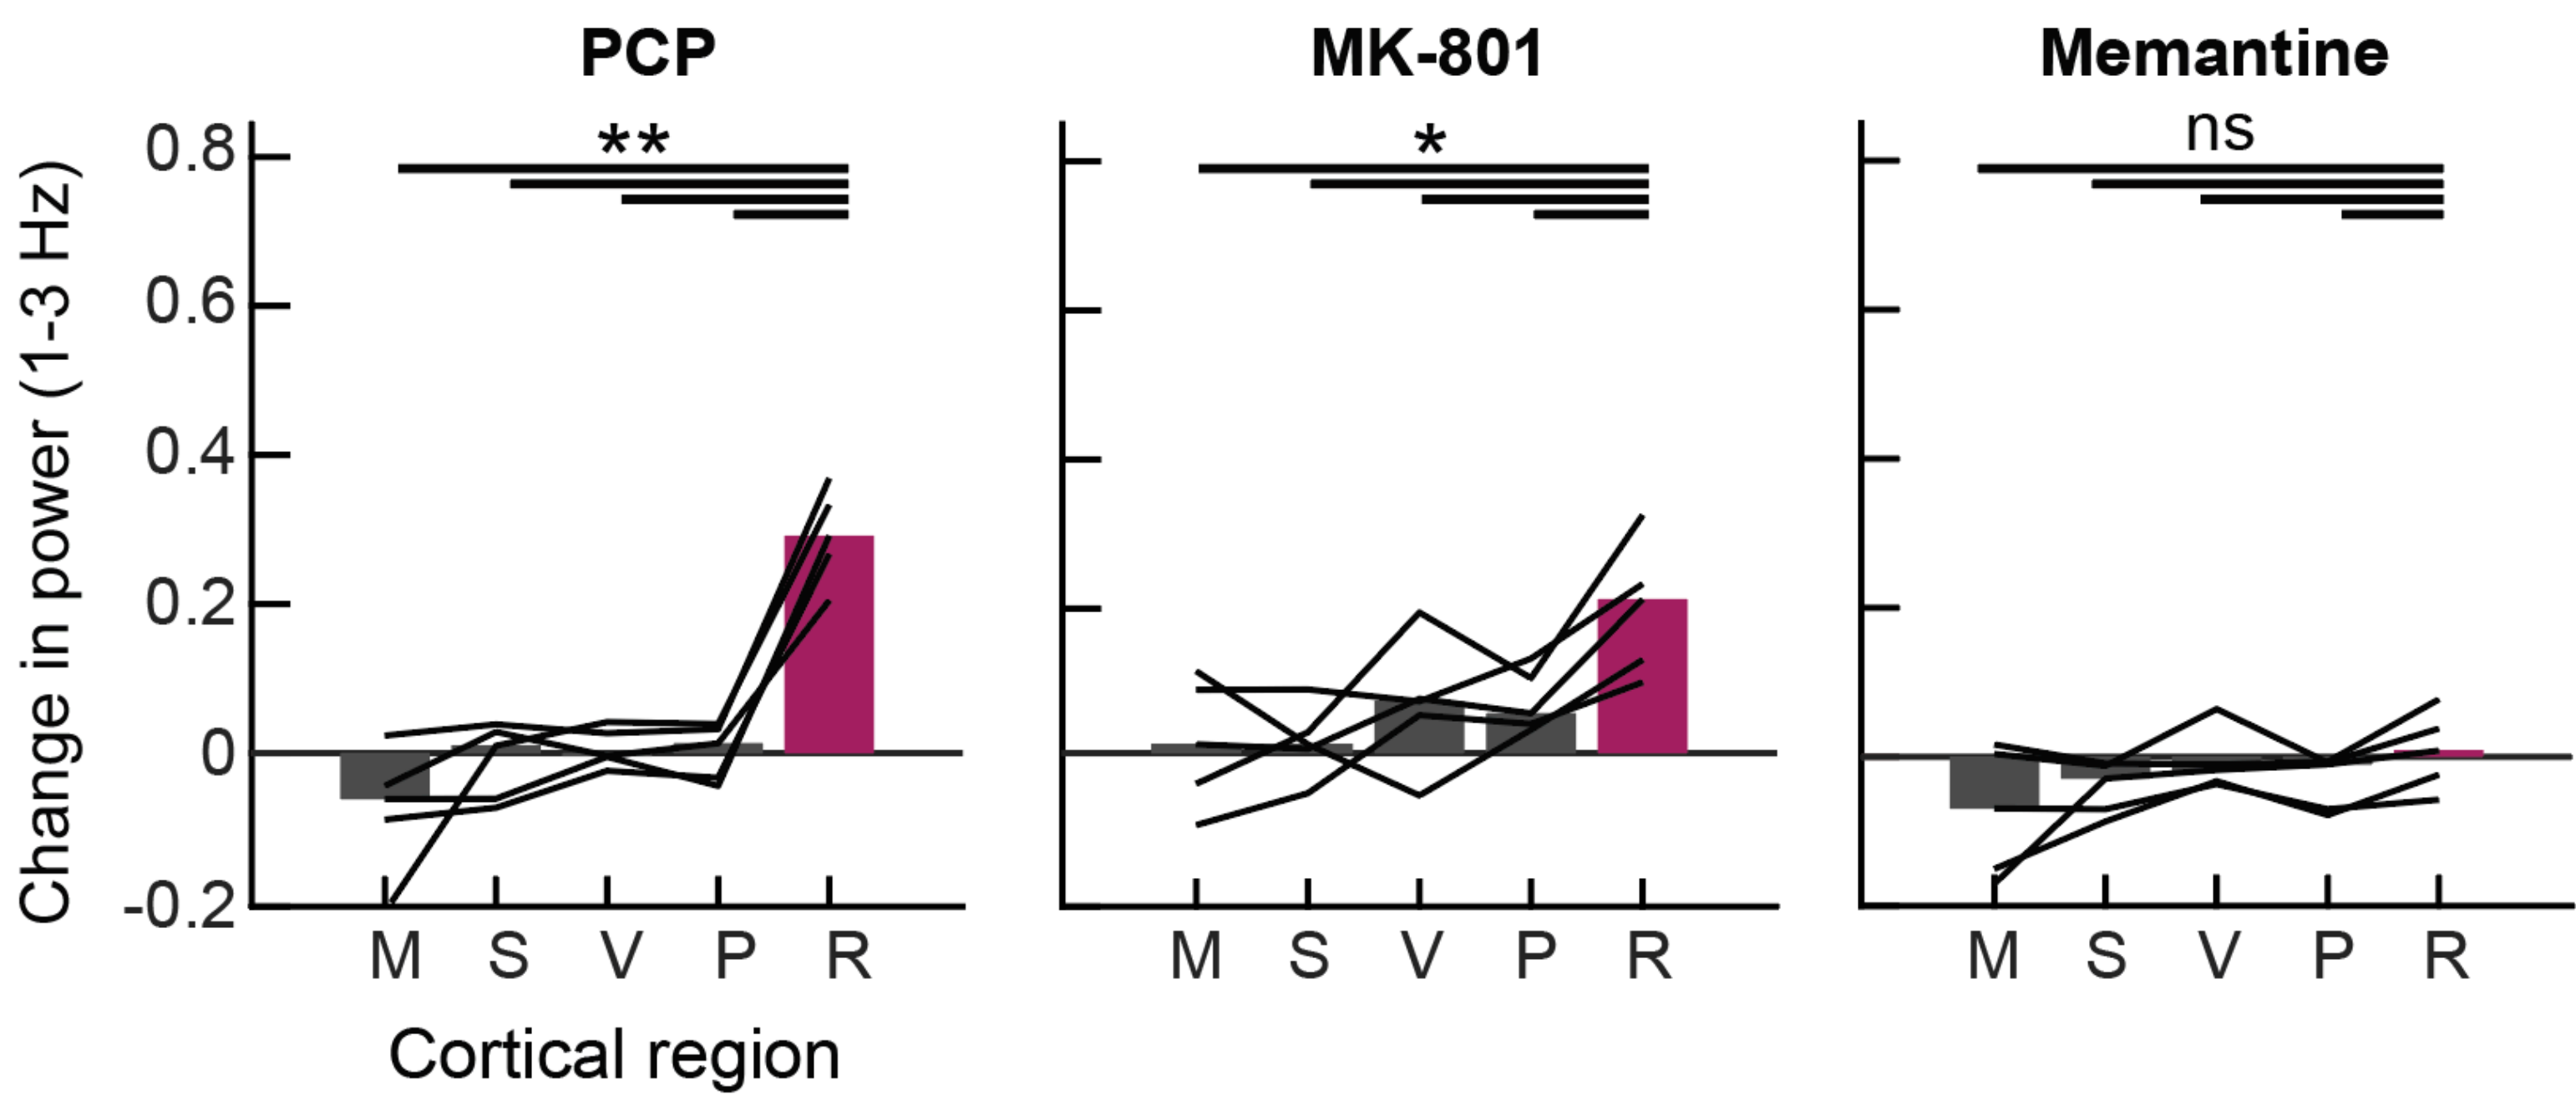 PCP
MK-801
Memantine
**
*
ns
Change in power (1-3 Hz)
0.8
0.6
0.4
0.2
0
-0.2
M S V P R
M S V P R
M S V P R
Cortical region